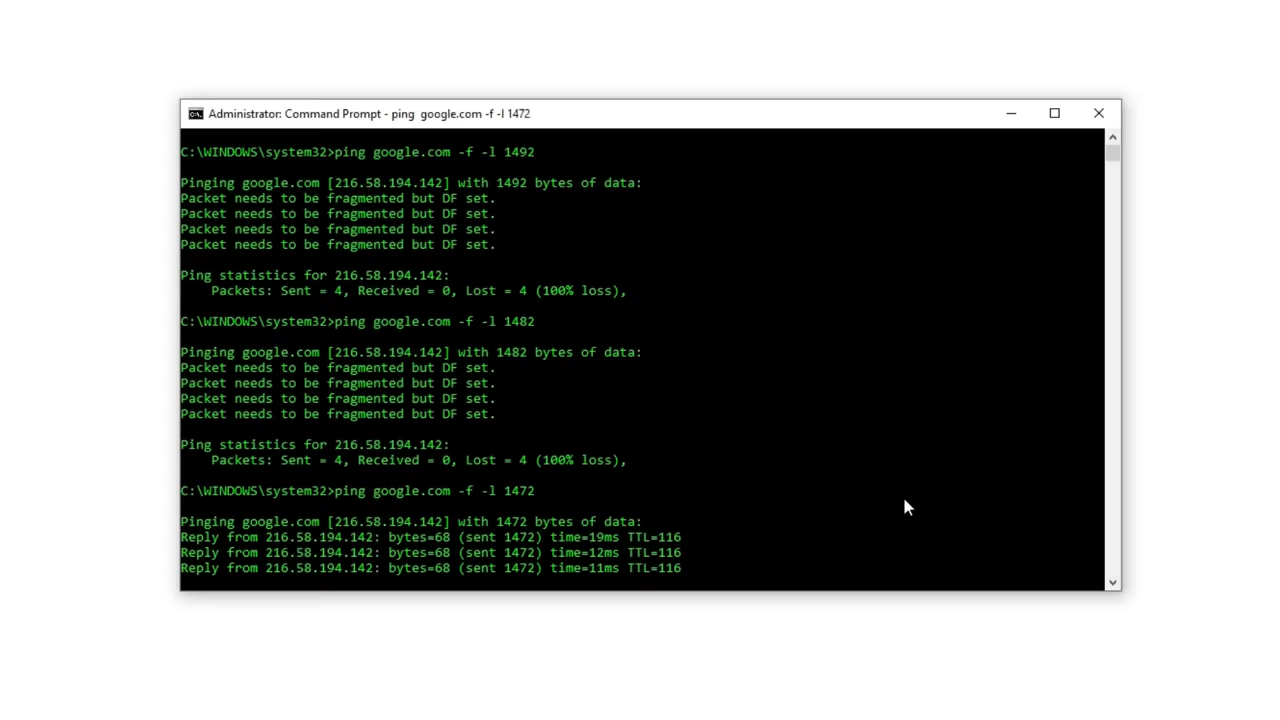 Administrator: Command Prompt - ping  google.com -f -l 1472
C:\WINDOWS\system32>ping google.com -f -l 1492
Pinging google.com [216.58.194.142] with 1492 bytes of data:
Packet needs to be fragmented but DF set.
Packet needs to be fragmented but DF set.
Packet needs to be fragmented but DF set.
Packet needs to be fragmented but DF set.
Ping statistics for 216.58.194.142:
    Packets: Sent = 4, Received = 0, Lost = 4 (100% loss),
C:\WINDOWS\system32>ping google.com -f -l 1482
Pinging google.com [216.58.194.142] with 1482 bytes of data:
Packet needs to be fragmented but DF set.
Packet needs to be fragmented but DF set.
Packet needs to be fragmented but DF set.
Packet needs to be fragmented but DF set.
Ping statistics for 216.58.194.142:
    Packets: Sent = 4, Received = 0, Lost = 4 (100% loss),
C:\WINDOWS\system32>ping google.com -f -l 1472
Pinging google.com [216.58.194.142] with 1472 bytes of data:
Reply from 216.58.194.142: bytes=68 (sent 1472) time=19ms TTL=116
Reply from 216.58.194.142: bytes=68 (sent 1472) time=12ms TTL=116
Reply from 216.58.194.142: bytes=68 (sent 1472) time=11ms TTL=116